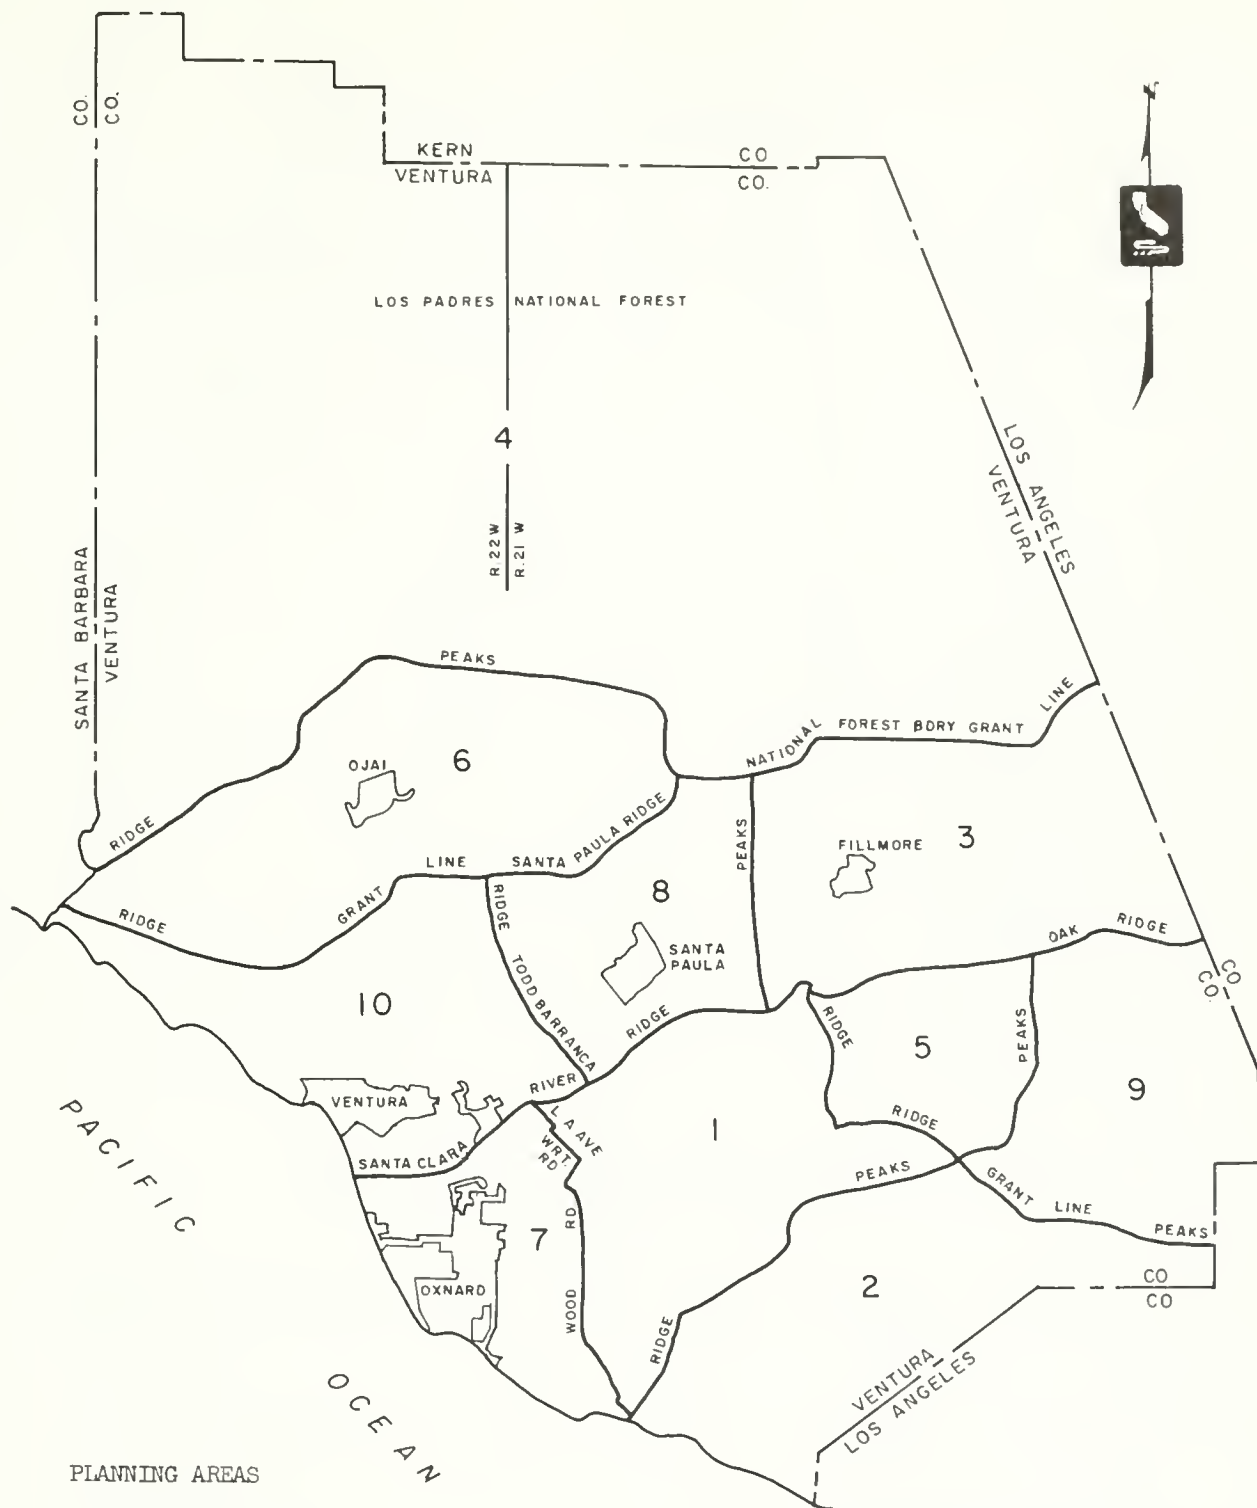 CO.
CO.
KERN
VENTURA
CO
CO.
N
LOS PADRES NATIONAL FOREST
4
R.22W
R.21 W
LOS ANGELES
VENTURA
SANTA BARBARA
VENTURA
PEAKS
NATIONAL FOREST BDRY GRANT LINE
6
OJAI
RIDGE
LINE
SANTA PAULA RIDGE
PEAKS
FILLMORE
3
8
RIDGE
GRANT
RIDGE
SANTA
PAULA
OAK RIDGE
CO
CO.
10
TODD BARRANCA
RIDGE
RIDGE
5
PEAKS
9
RIVER
VENTURA
L A AVE
WRT.
RD
1
RIDGE
SANTA CLARA
PEAKS
GRANT LINE
PEAKS
PACIFIC
7
RD
WOOD
OXNARD
2
CO
CO
RIDGE
VENTURA
LOS ANGELES
OCEAN
PLANNING AREAS